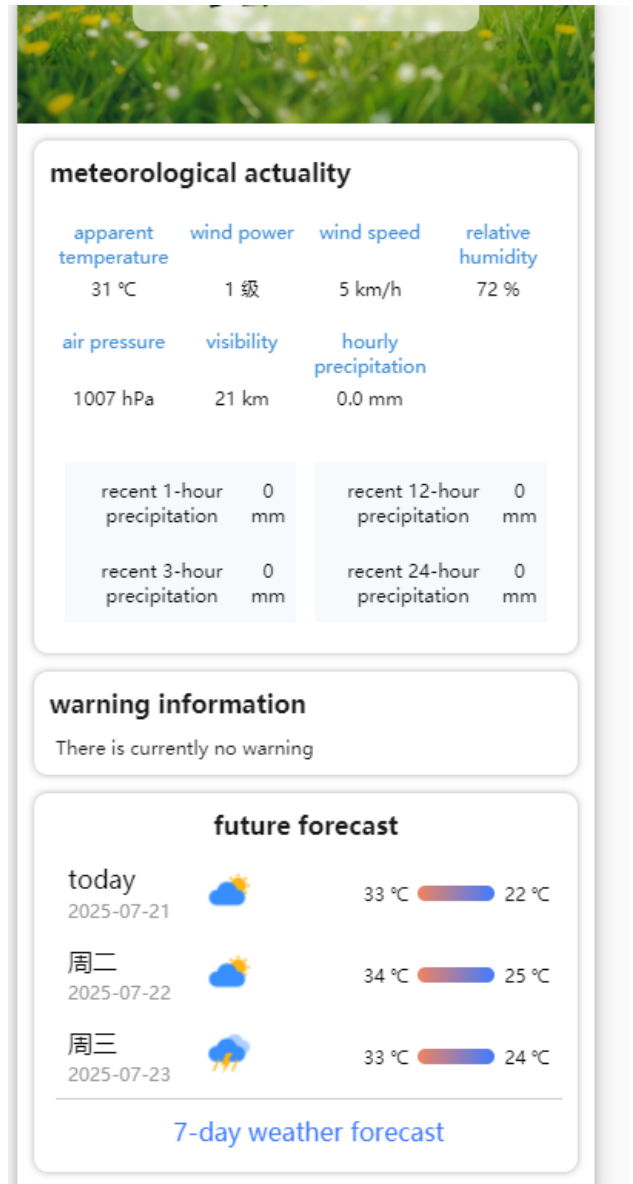 meteorological actuality
apparent temperature
31 ℃
wind power
1 级
wind speed
5 km/h
relative humidity
72 %
air pressure
1007 hPa
visibility
21 km
hourly precipitation
0.0 mm
recent 1-hour precipitation
0 mm
recent 12-hour precipitation
0 mm
recent 3-hour precipitation
0 mm
recent 24-hour precipitation
0 mm
warning information
There is currently no warning
future forecast
today
2025-07-21
33 ℃ 22 ℃
周二
2025-07-22
34 ℃ 25 ℃
周三
2025-07-23
33 ℃ 24 ℃
7-day weather forecast